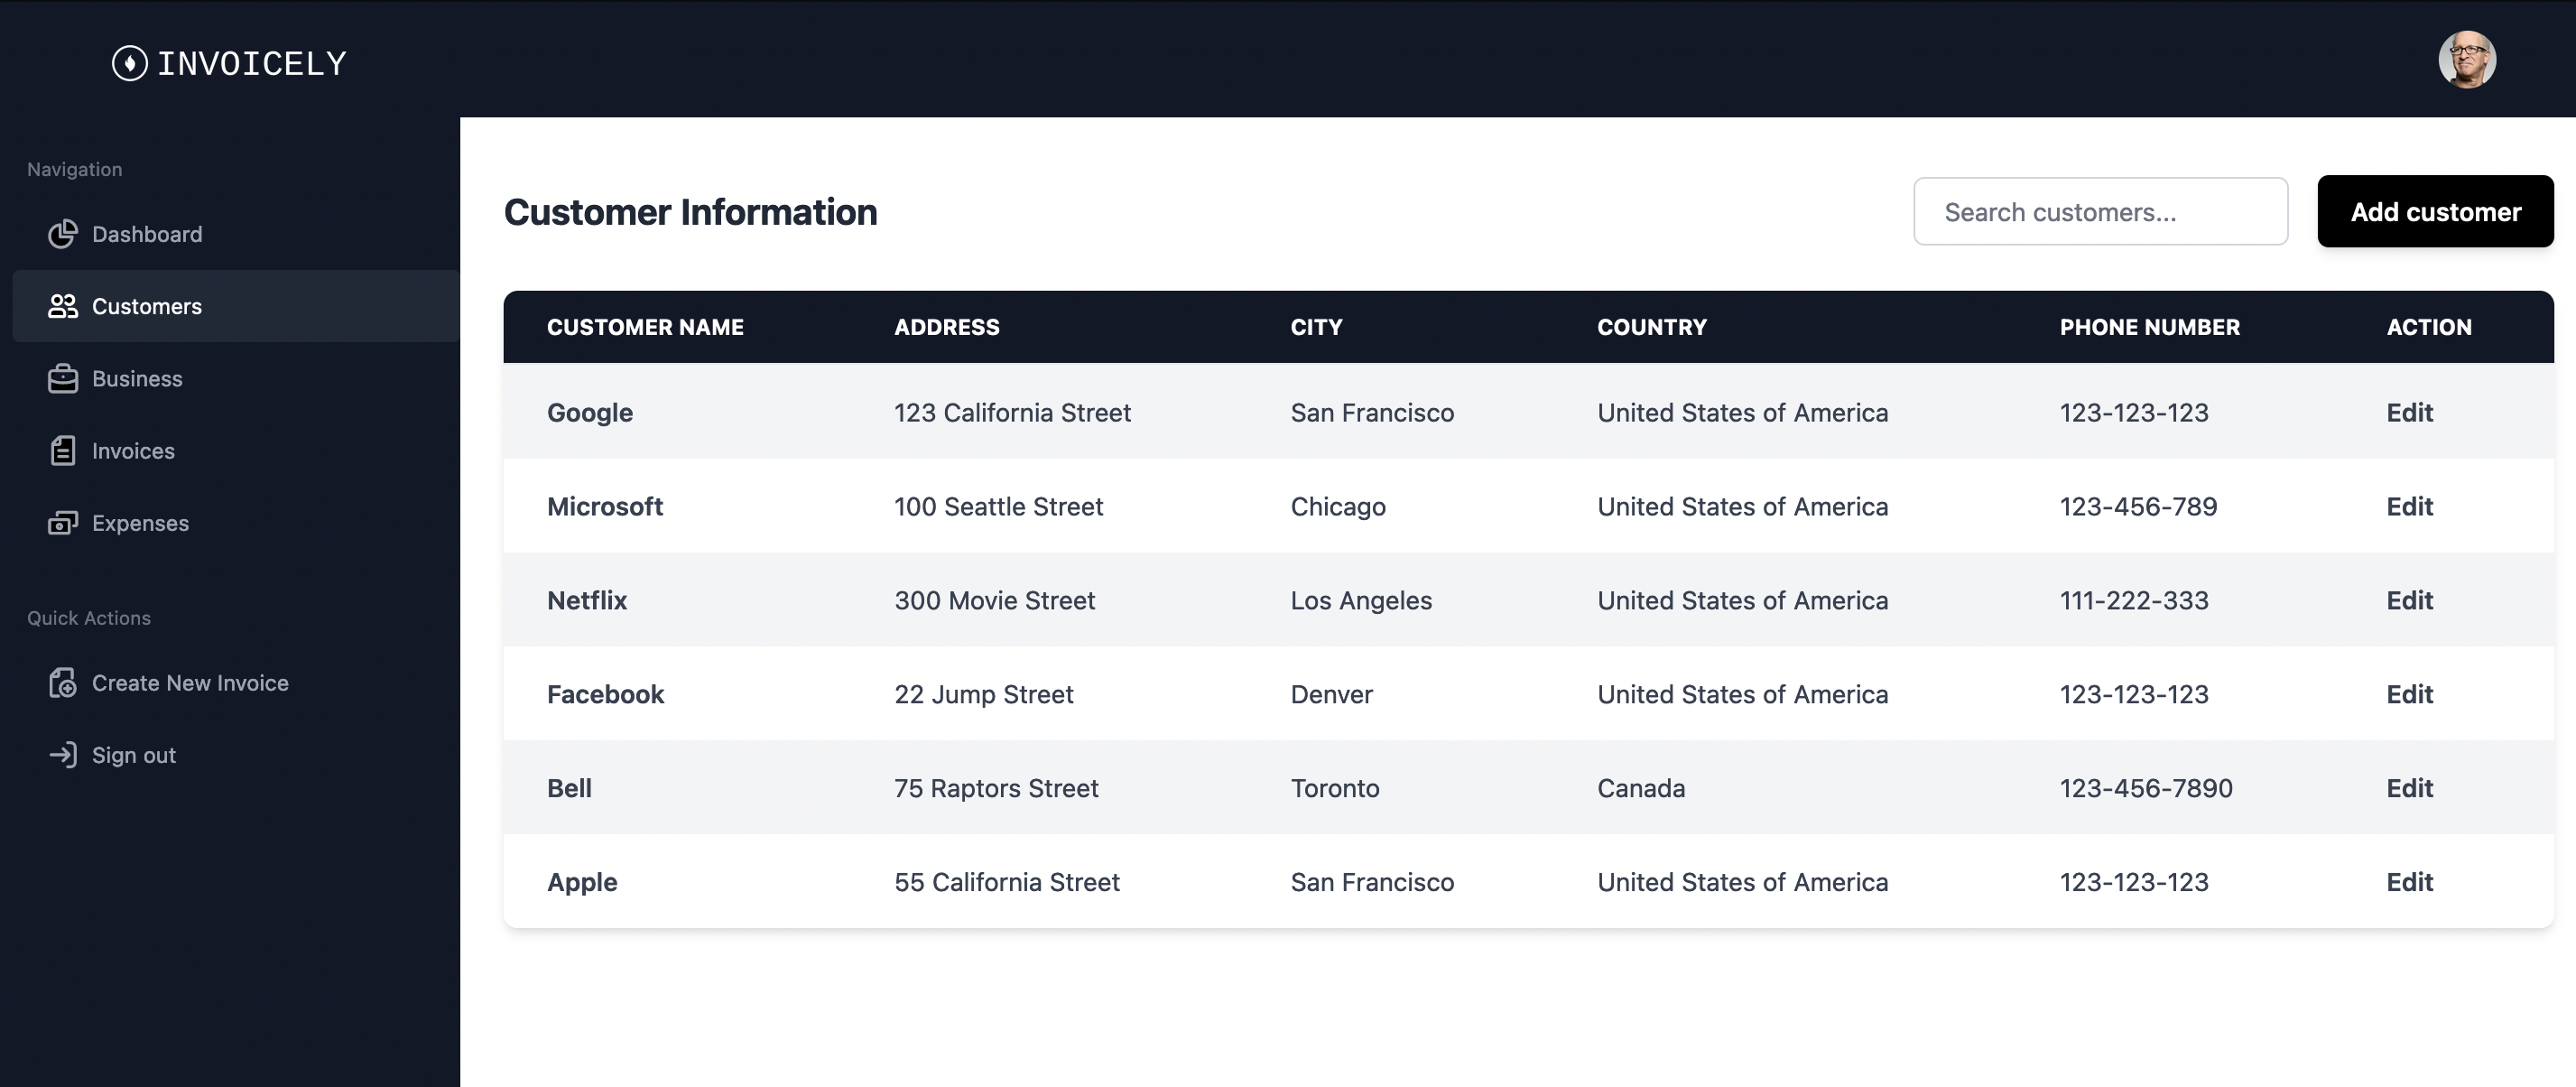 INVOICELY
Navigation
Dashboard
Customers
Business
Invoices
Expenses
Quick Actions
Create New Invoice
Sign out
Customer Information
Search customers...
Add customer
CUSTOMER NAME ADDRESS CITY COUNTRY PHONE NUMBER ACTION
Google 123 California Street San Francisco United States of America 123-123-123 Edit
Microsoft 100 Seattle Street Chicago United States of America 123-456-789 Edit
Netflix 300 Movie Street Los Angeles United States of America 111-222-333 Edit
Facebook 22 Jump Street Denver United States of America 123-123-123 Edit
Bell 75 Raptors Street Toronto Canada 123-456-7890 Edit
Apple 55 California Street San Francisco United States of America 123-123-123 Edit